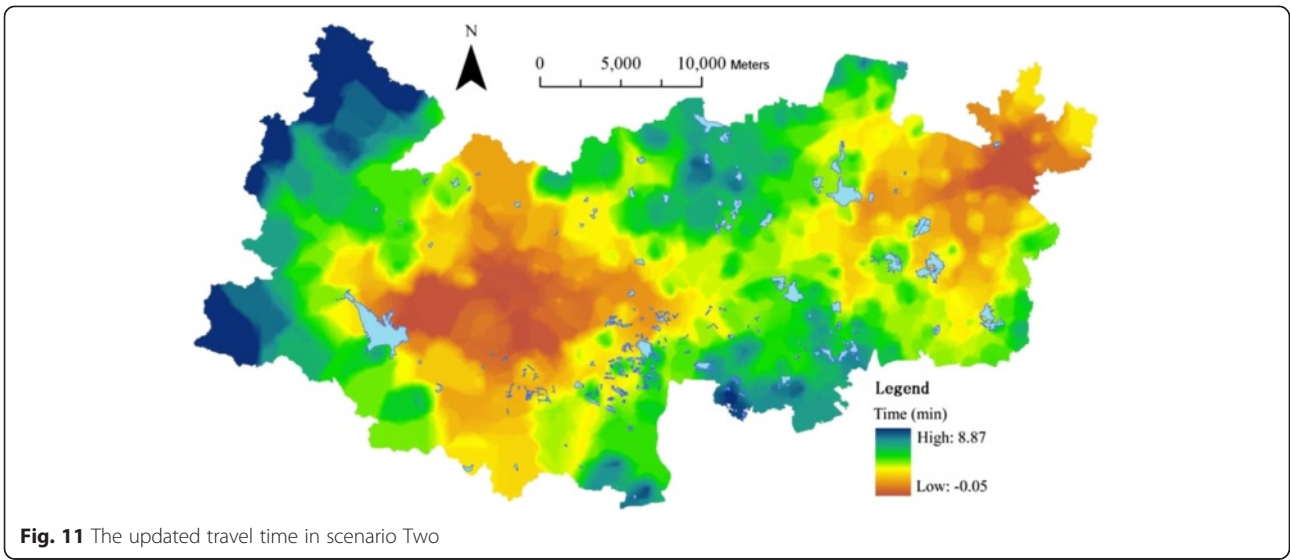 N
0 5,000 10,000 Meters
Legend
Time (min)
High: 8.87
Low: -0.05
Fig. 11 The updated travel time in scenario Two